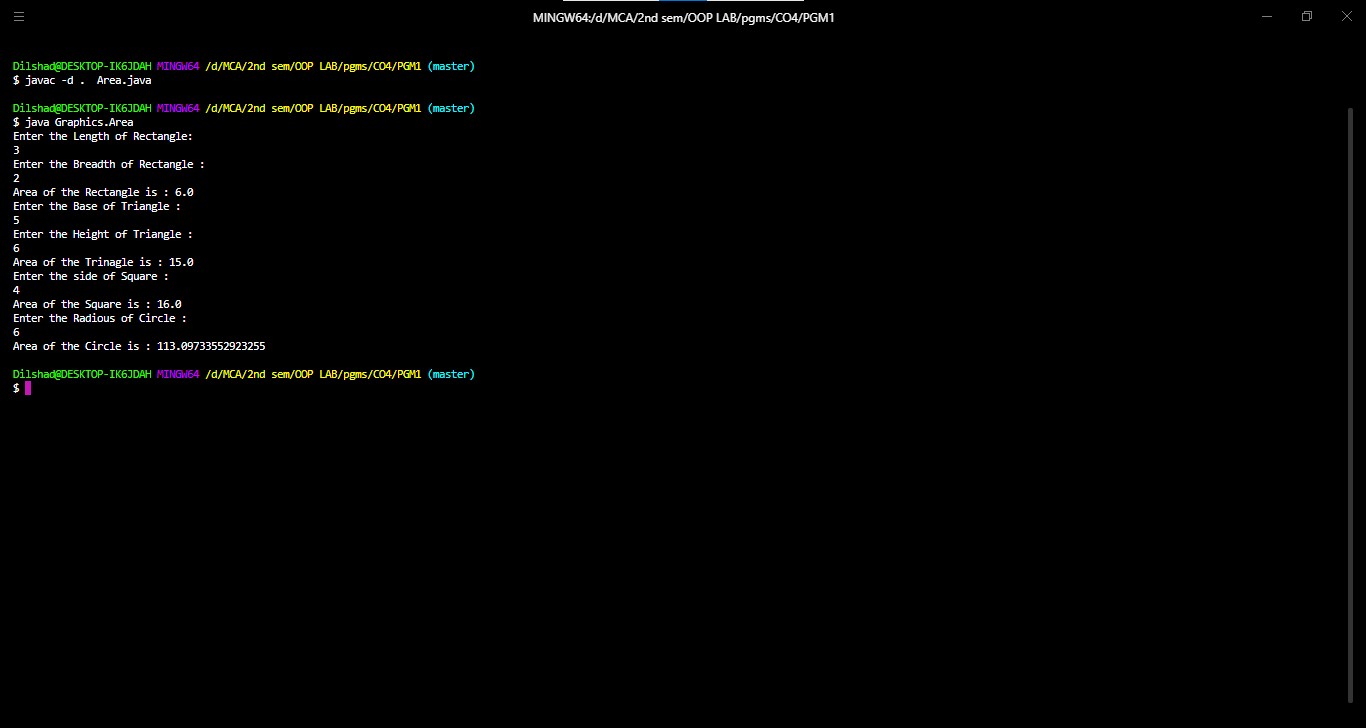 MINGW64:/d/MCA/2nd sem/OOP LAB/pgms/CO4/PGM1
Dilshad@DESKTOP-IK6JDAH MINGW64 /d/MCA/2nd sem/OOP LAB/pgms/CO4/PGM1 (master)
$ javac -d .  Area.java
Dilshad@DESKTOP-IK6JDAH MINGW64 /d/MCA/2nd sem/OOP LAB/pgms/CO4/PGM1 (master)
$ java Graphics.Area
Enter the Length of Rectangle:
3
Enter the Breadth of Rectangle :
2
Area of the Rectangle is : 6.0
Enter the Base of Triangle :
5
Enter the Height of Triangle :
6
Area of the Trinagle is : 15.0
Enter the side of Square :
4
Area of the Square is : 16.0
Enter the Radious of Circle :
6
Area of the Circle is : 113.09733552923255
Dilshad@DESKTOP-IK6JDAH MINGW64 /d/MCA/2nd sem/OOP LAB/pgms/CO4/PGM1 (master)
$